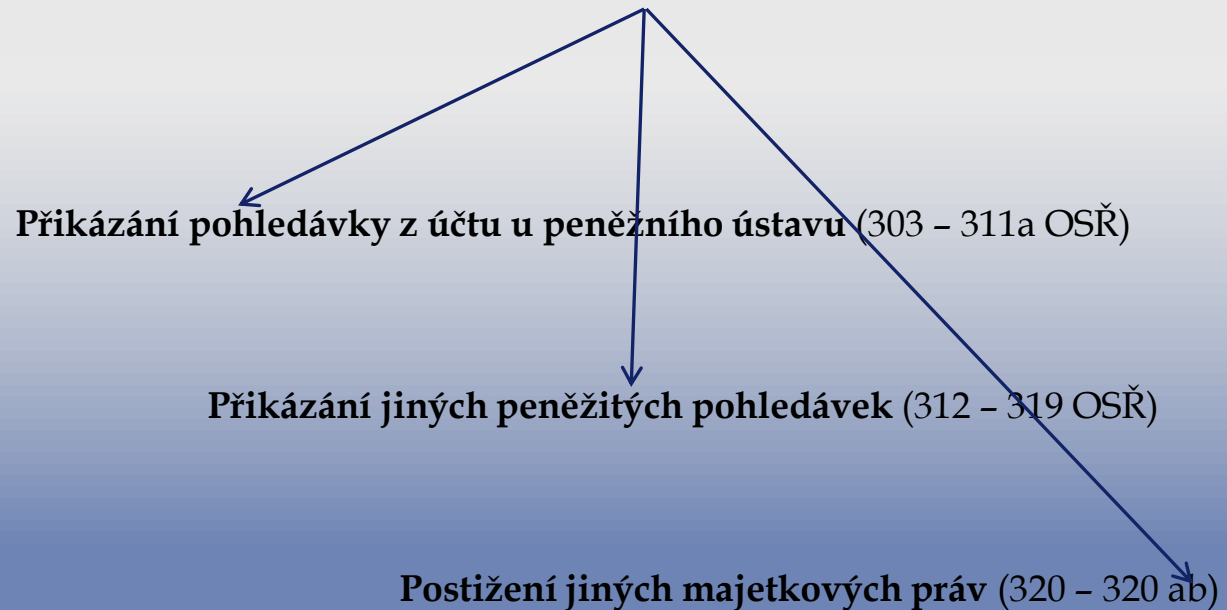 Přikázání pohledávky z účtu u peněžního ústavu (303 – 311a OSŘ)
Přikázání jiných peněžitých pohledávek (312 – 319 OSŘ)
Postižení jiných majetkových práv (320 – 320 ab)